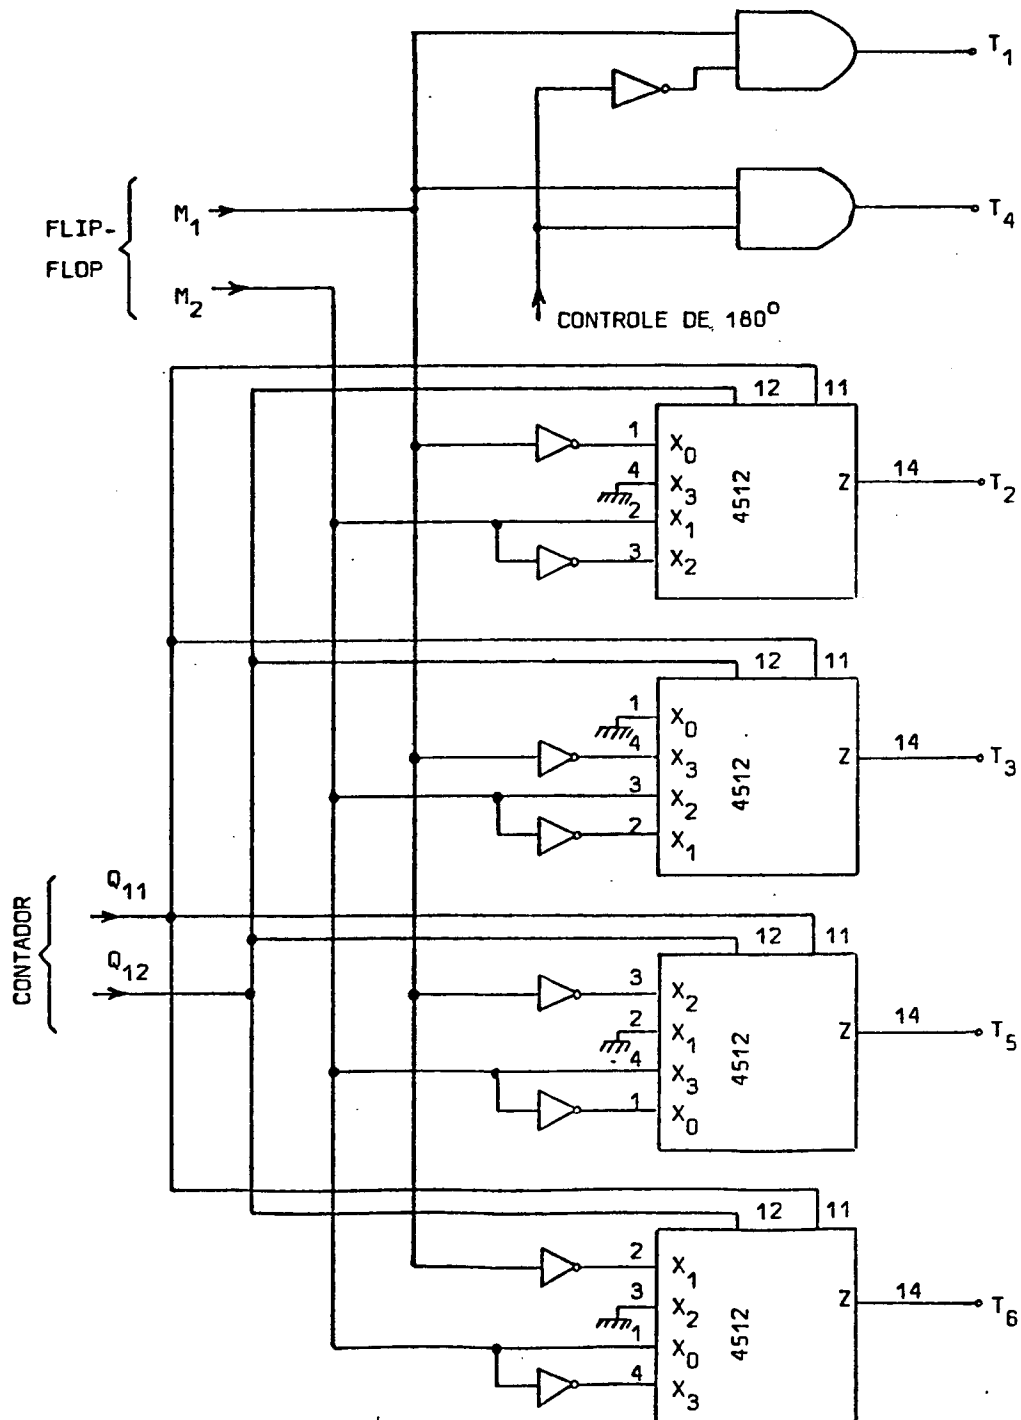 T1
M1
FLIP-
FLOP
T4
M2
CONTROLE DE 180°
12 11
1 X0
4 X3
2 X1
3 X2
4512
Z 14 T2
12 11
1 X0
4 X3
3 X2
2 X1
4512
Z 14 T3
CONTADOR
Q11
Q12
12 11
3 X2
2 X1
4 X3
1 X0
4512
Z 14 T5
12 11
2 X1
3 X2
1 X0
4 X3
4512
Z 14 T6